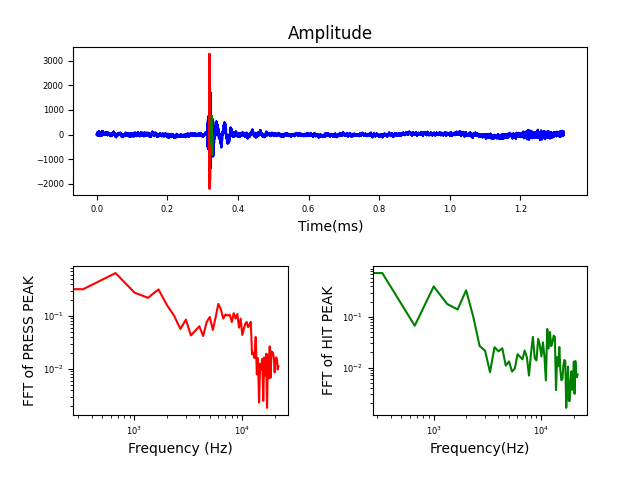 Amplitude
3000
2000
1000
0
−1000
−2000
0.0 0.2 0.4 0.6 0.8 1.0 1.2
Time(ms)
FFT of PRESS PEAK
10⁻¹
10⁻²
10³ 10⁴
Frequency (Hz)
FFT of HIT PEAK
10⁻¹
10⁻²
10³ 10⁴
Frequency(Hz)